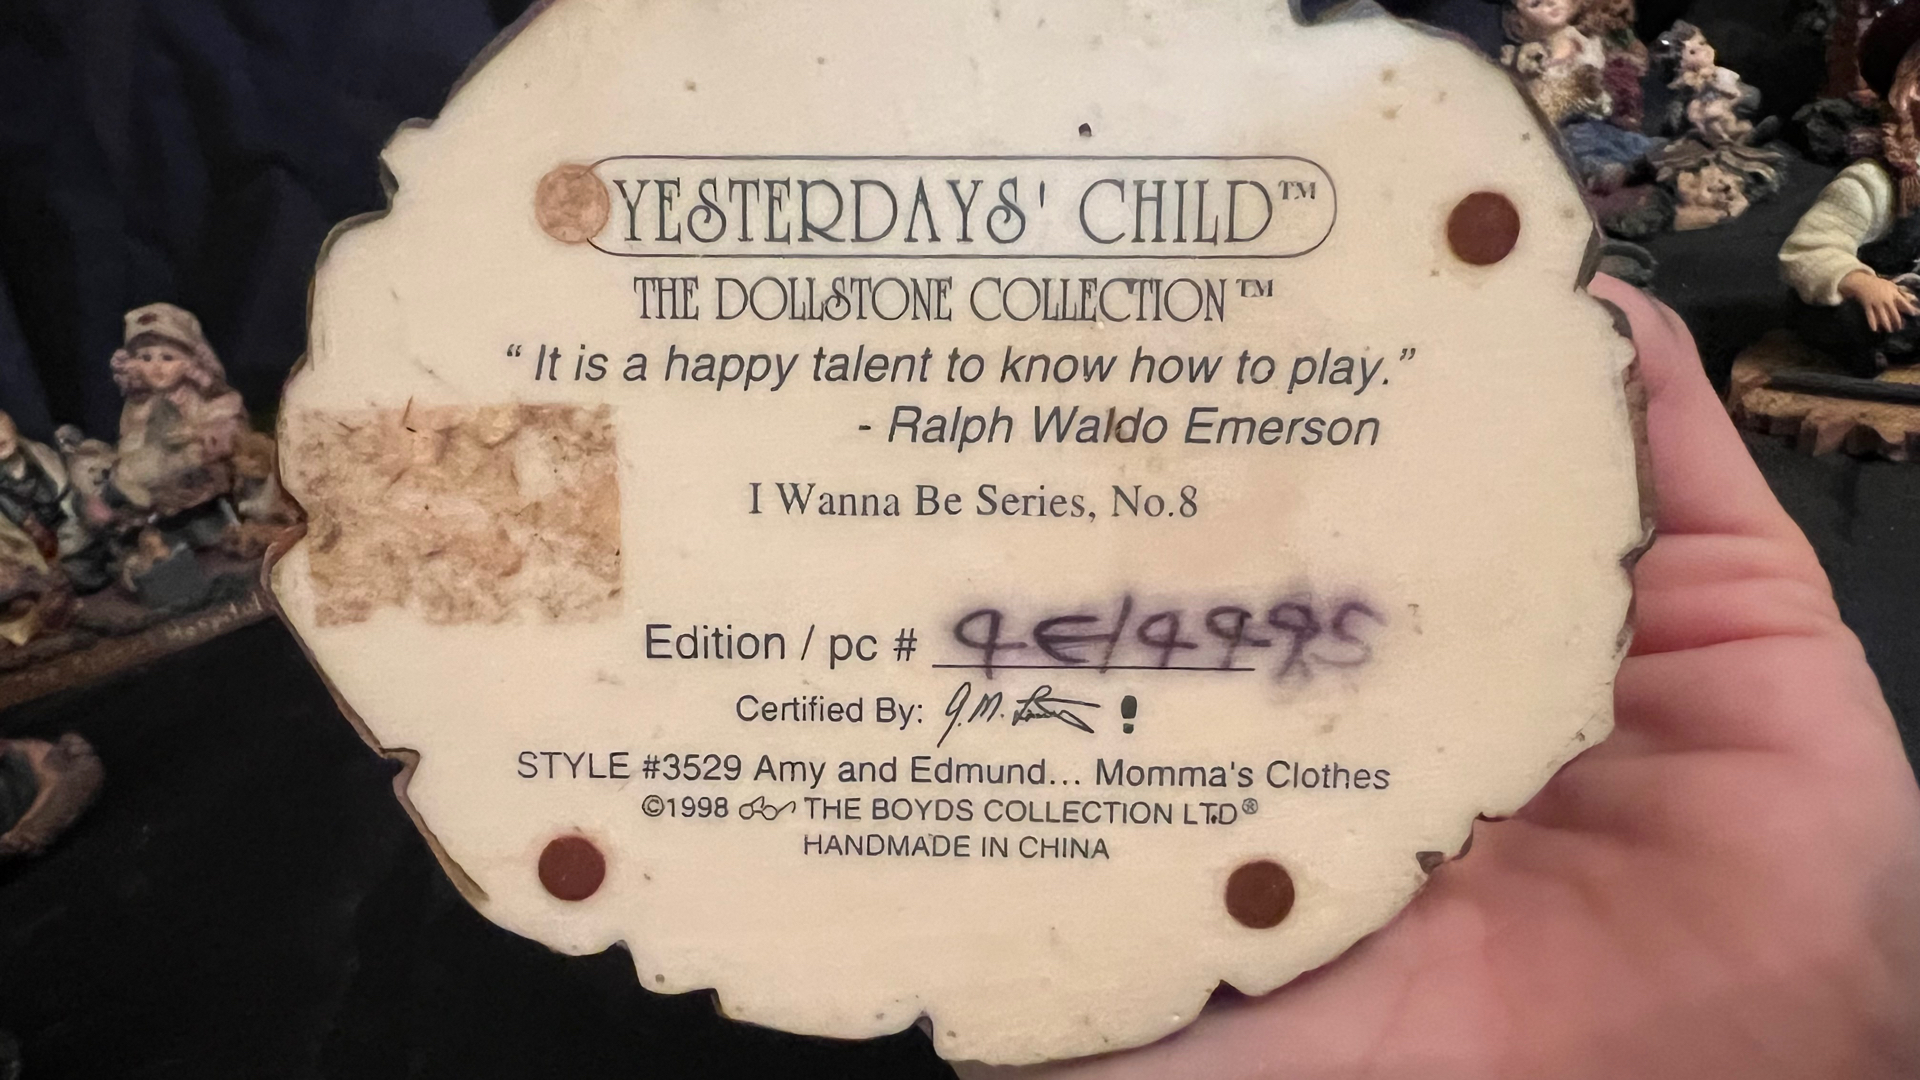 YESTERDAYS' CHILD™
THE DOLLSTONE COLLECTION™
“ It is a happy talent to know how to play.”
- Ralph Waldo Emerson
I Wanna Be Series, No.8
Edition / pc # 4E/4495
Certified By:
STYLE #3529 Amy and Edmund... Momma's Clothes
©1998 THE BOYDS COLLECTION LTD®
HANDMADE IN CHINA